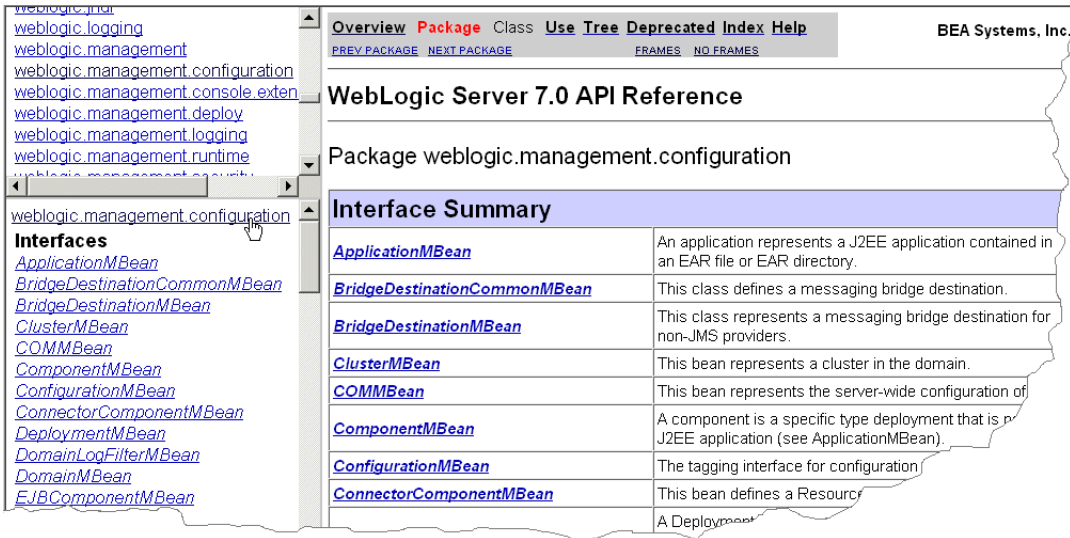 weblogic.jndi
weblogic.logging
weblogic.management
weblogic.management.configuration
weblogic.management.console.exten
weblogic.management.deploy
weblogic.management.logging
weblogic.management.runtime
weblogic.management.security
weblogic.management.configuration
Interfaces
ApplicationMBean
BridgeDestinationCommonMBean
BridgeDestinationMBean
ClusterMBean
COMMBean
ComponentMBean
ConfigurationMBean
ConnectorComponentMBean
DeploymentMBean
DomainLogFilterMBean
DomainMBean
EJBComponentMBean
Overview Package Class Use Tree Deprecated Index Help
BEA Systems, Inc.
PREV PACKAGE NEXT PACKAGE FRAMES NO FRAMES
WebLogic Server 7.0 API Reference
Package weblogic.management.configuration
Interface Summary
ApplicationMBean
An application represents a J2EE application contained in
an EAR file or EAR directory.
BridgeDestinationCommonMBean
This class defines a messaging bridge destination.
BridgeDestinationMBean
This class represents a messaging bridge destination for
non-JMS providers.
ClusterMBean
This bean represents a cluster in the domain.
COMMBean
This bean represents the server-wide configuration of
ComponentMBean
A component is a specific type deployment that is
J2EE application (see ApplicationMBean).
ConfigurationMBean
The tagging interface for configuration
ConnectorComponentMBean
This bean defines a Resource
A Deployment